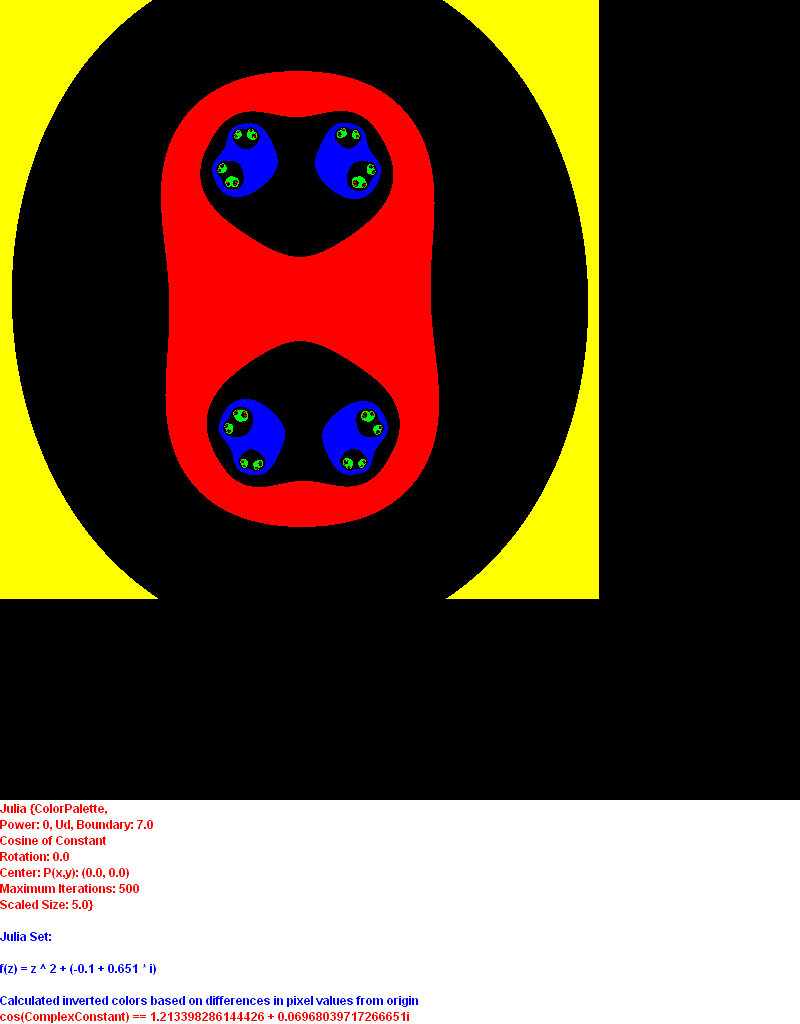 Julia {ColorPalette,
Power: 0, Ud, Boundary: 7.0
Cosine of Constant
Rotation: 0.0
Center: P(x,y): (0.0, 0.0)
Maximum Iterations: 500
Scaled Size: 5.0}
Julia Set:
f(z) = z ^ 2 + (-0.1 + 0.651 * i)
Calculated inverted colors based on differences in pixel values from origin
cos(ComplexConstant) == 1.213398286144426 + 0.06968039717266651i